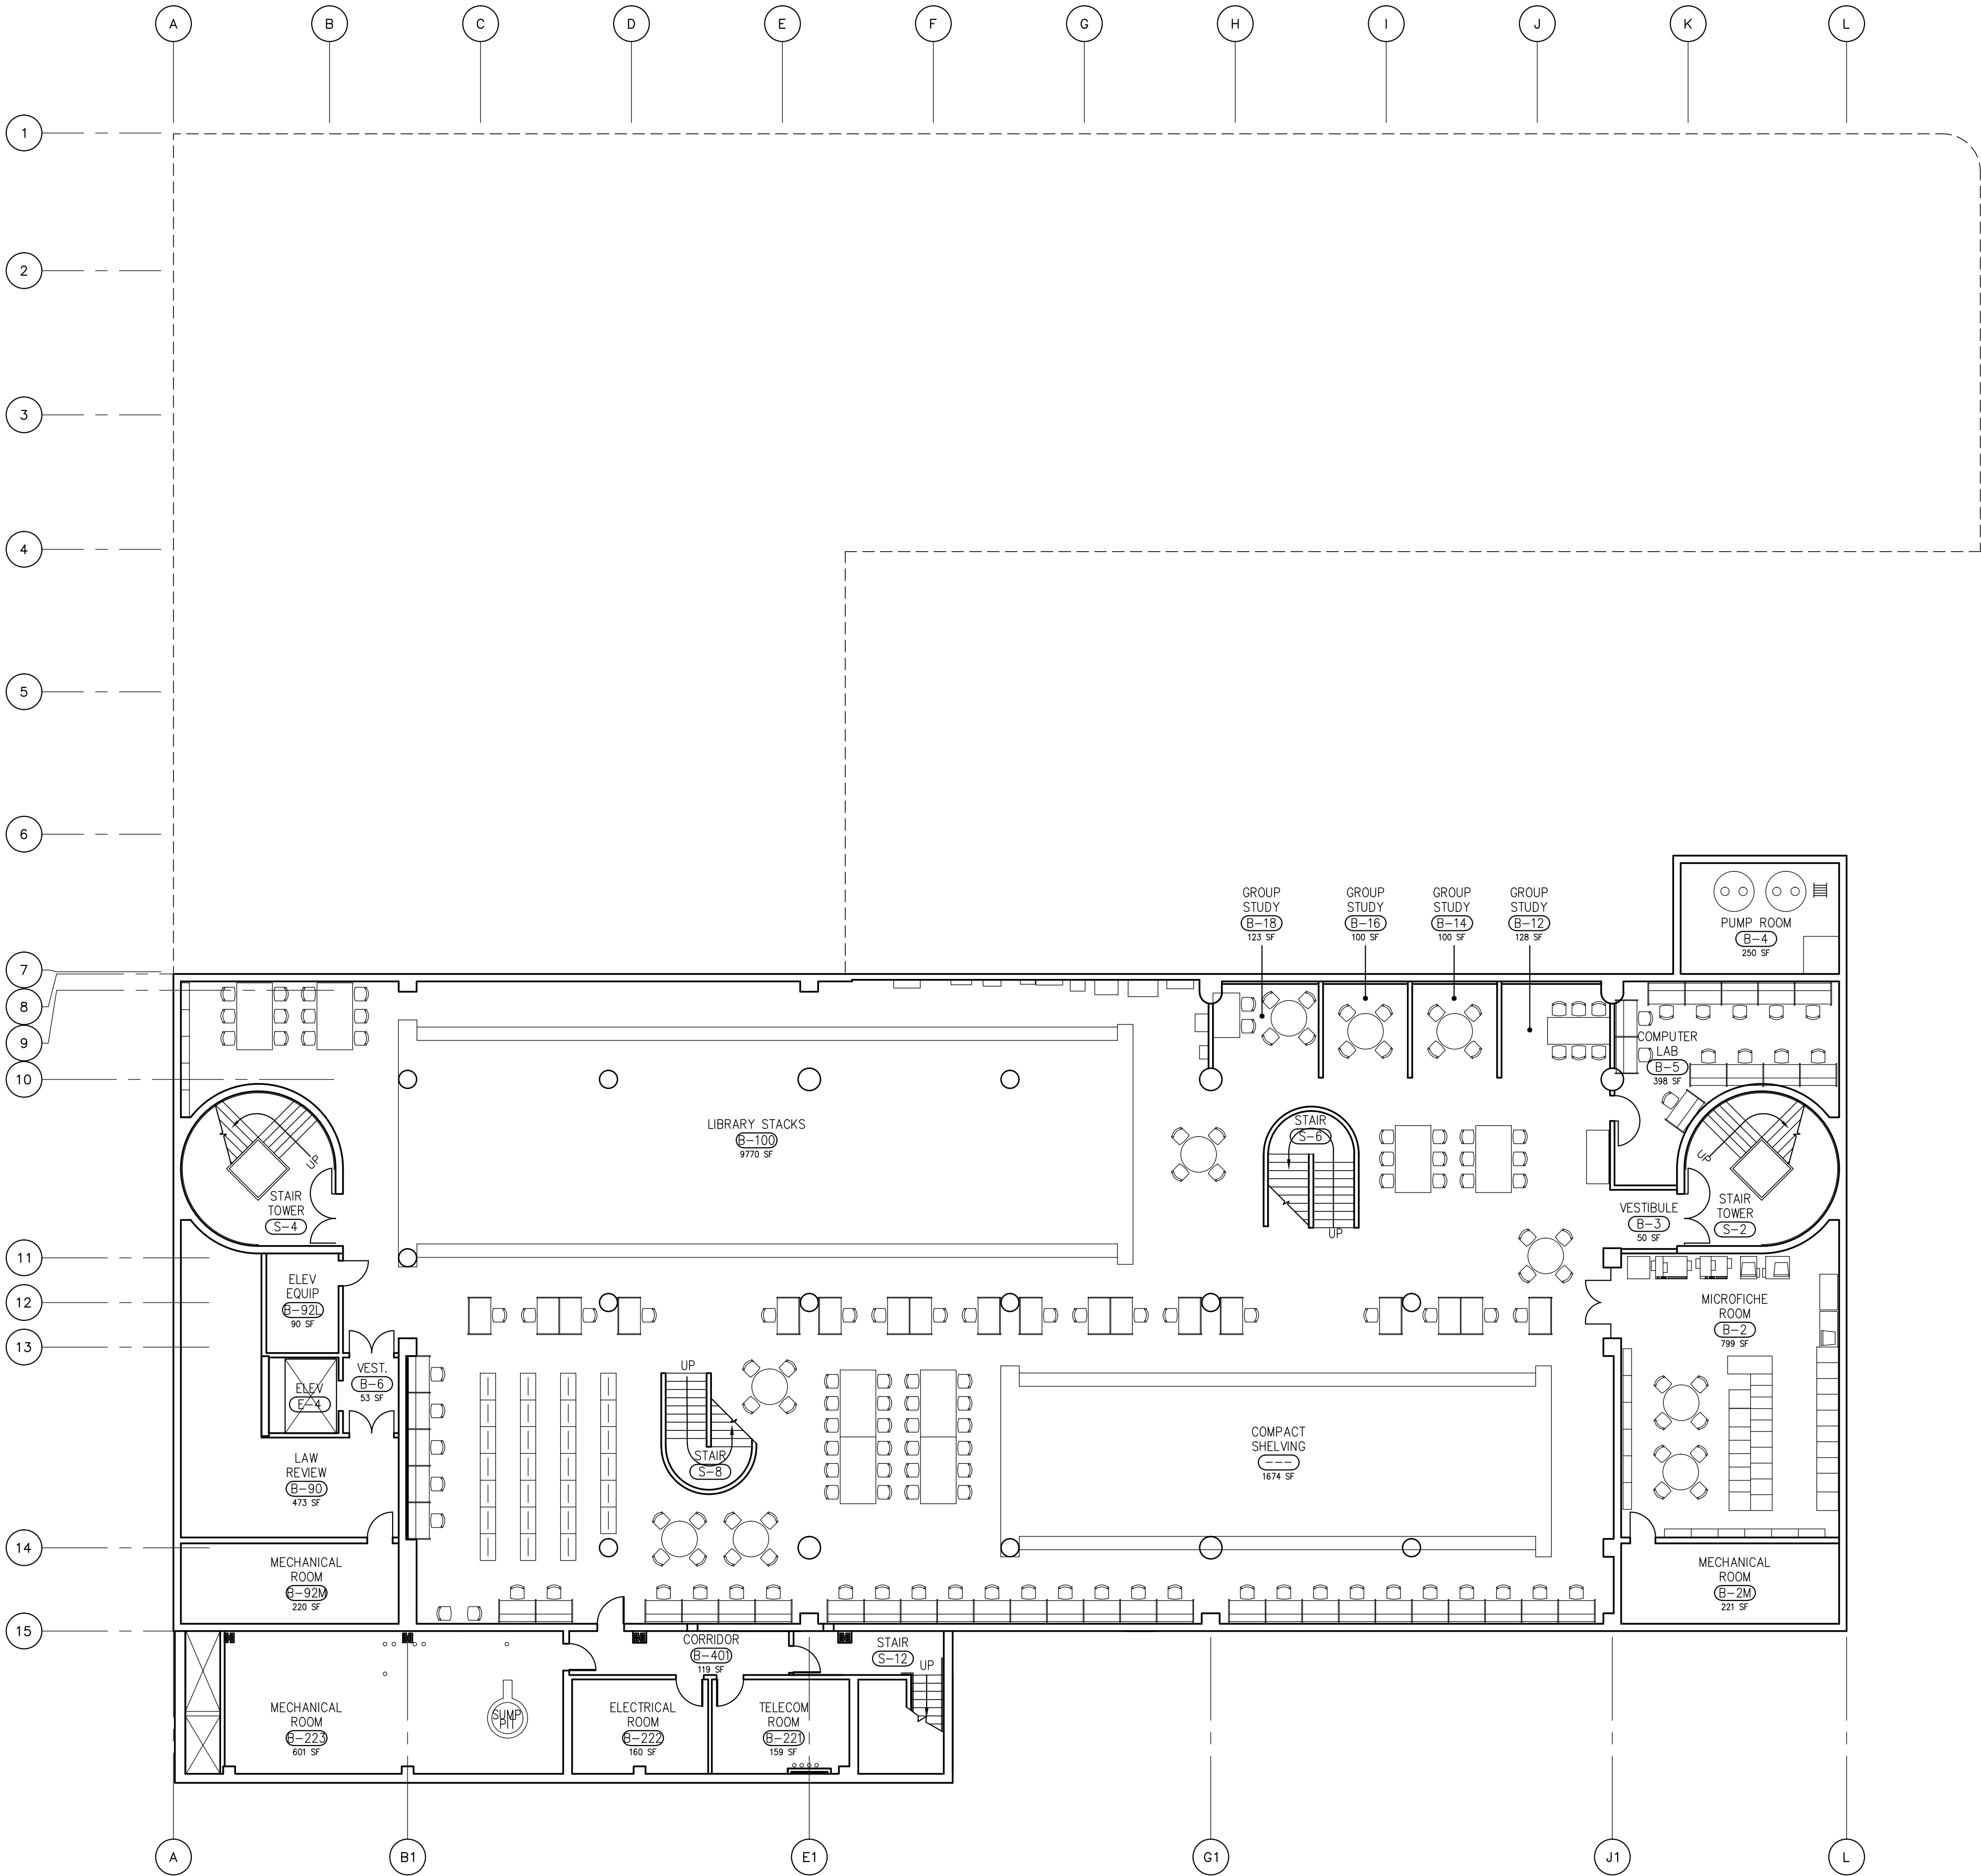 A
B
C
D
E
F
G
H
I
J
K
L
1
2
3
4
5
6
7
8
9
10
11
12
13
14
15
GROUP
STUDY
B-18
123 SF
GROUP
STUDY
B-16
100 SF
GROUP
STUDY
B-14
100 SF
GROUP
STUDY
B-12
128 SF
PUMP ROOM
B-4
250 SF
COMPUTER
LAB
B-5
398 SF
LIBRARY STACKS
B-100
9770 SF
STAIR
S-6
UP
UP
STAIR
TOWER
S-4
UP
STAIR
TOWER
S-2
VESTIBULE
B-3
50 SF
ELEV
EQUIP
B-92L
90 SF
MICROFICHE
ROOM
B-2
799 SF
VEST.
B-6
53 SF
ELEV
E-4
UP
STAIR
S-8
COMPACT
SHELVING
---
1674 SF
LAW
REVIEW
B-90
473 SF
MECHANICAL
ROOM
B-92M
220 SF
MECHANICAL
ROOM
B-2M
221 SF
CORRIDOR
B-401
119 SF
STAIR
S-12
UP
MECHANICAL
ROOM
B-223
601 SF
SUMP
PIT
ELECTRICAL
ROOM
B-222
160 SF
TELECOM
ROOM
B-221
159 SF
A
B1
E1
G1
J1
L